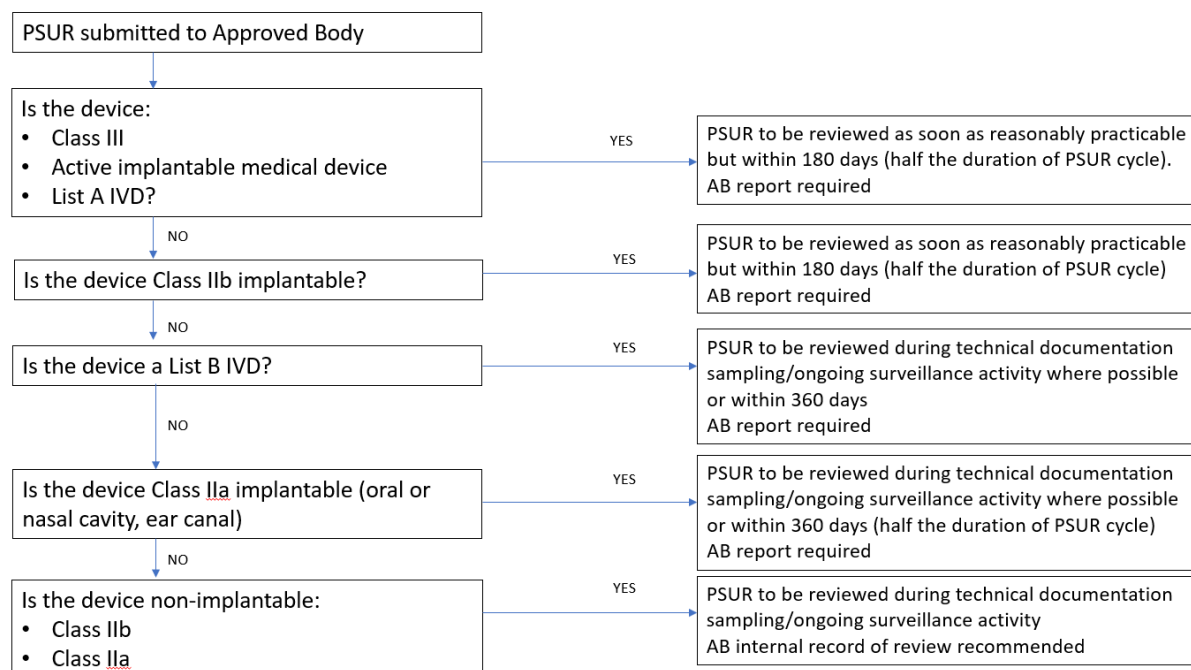 PSUR submitted to Approved Body
Is the device:
• Class III
• Active implantable medical device
• List A IVD?
YES
PSUR to be reviewed as soon as reasonably practicable
but within 180 days (half the duration of PSUR cycle).
AB report required
NO
Is the device Class IIb implantable?
YES
PSUR to be reviewed as soon as reasonably practicable
but within 180 days (half the duration of PSUR cycle)
AB report required
NO
Is the device a List B IVD?
YES
PSUR to be reviewed during technical documentation
sampling/ongoing surveillance activity where possible
or within 360 days
AB report required
NO
Is the device Class IIa implantable (oral or
nasal cavity, ear canal)
YES
PSUR to be reviewed during technical documentation
sampling/ongoing surveillance activity where possible
or within 360 days (half the duration of PSUR cycle)
AB report required
NO
Is the device non-implantable:
• Class IIb
• Class IIa
YES
PSUR to be reviewed during technical documentation
sampling/ongoing surveillance activity
AB internal record of review recommended